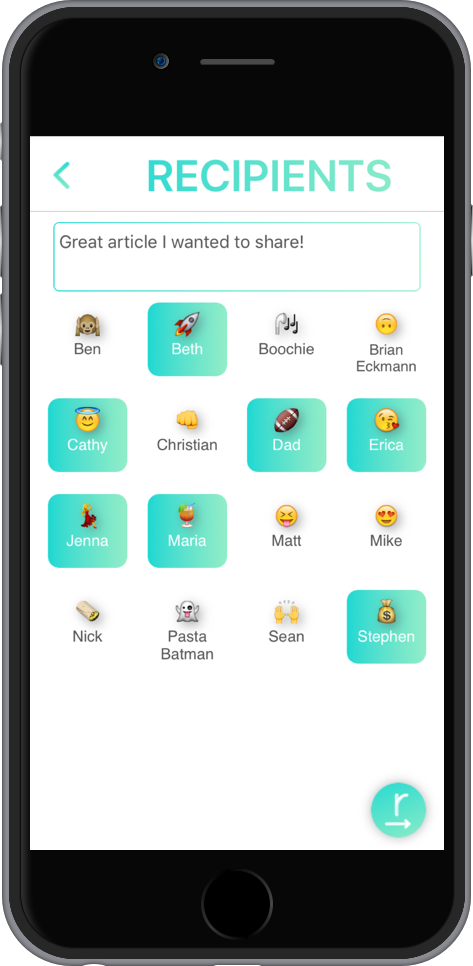 RECIPIENTS
Great article I wanted to share!
Ben Beth Boochie Brian
Eckmann
Cathy Christian Dad Erica
Jenna Maria Matt Mike
Nick Pasta
Batman Sean Stephen
r